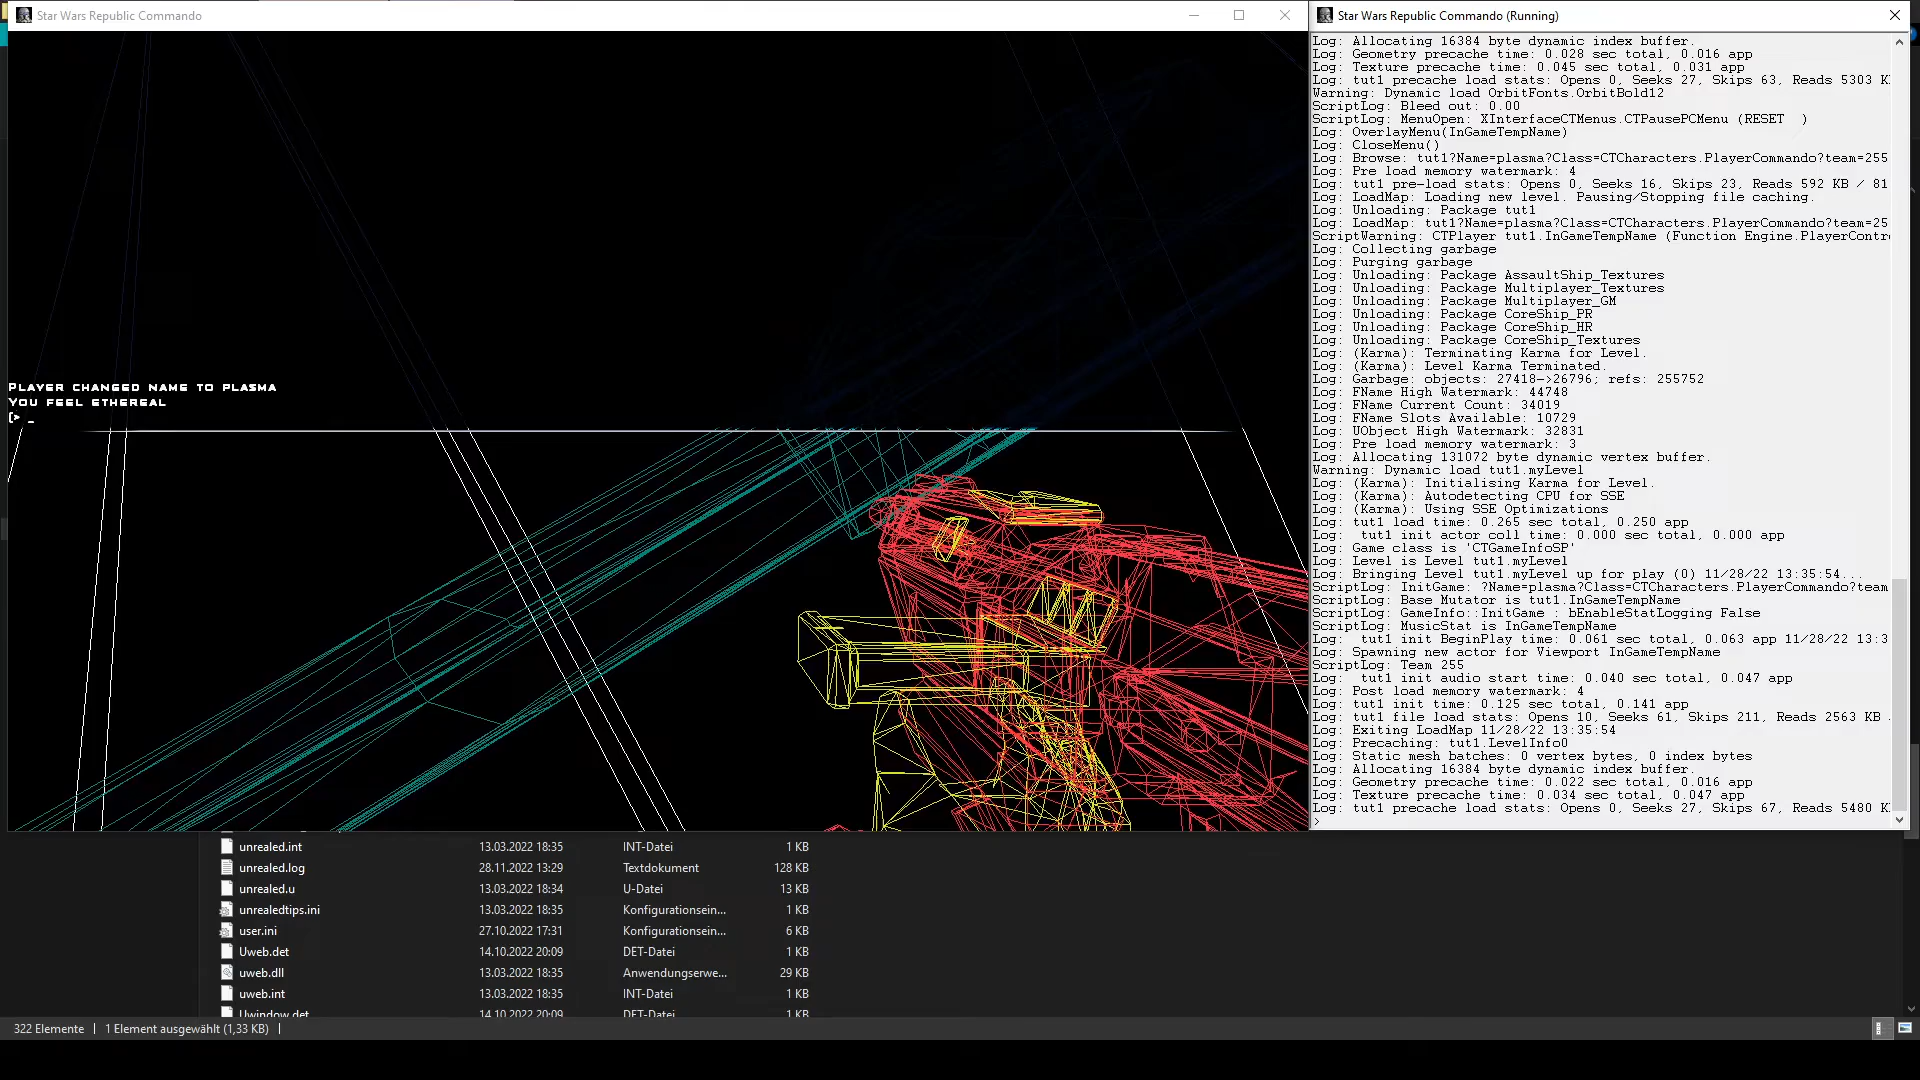 Star Wars Republic Commando
PLAYER CHANGED NAME TO PLASMA
YOU FEEL ETHEREAL
(> _
Star Wars Republic Commando (Running)
Log: Allocating 16384 byte dynamic index buffer.
Log: Geometry precache time: 0.028 sec total, 0.016 app
Log: Texture precache time: 0.045 sec total, 0.031 app
Log: tut1 precache load stats: Opens 0, Seeks 27, Skips 63, Reads 5303 K
Warning: Dynamic load OrbitFonts.OrbitBold12
ScriptLog: Bleed out: 0.00
ScriptLog: MenuOpen: XInterfaceCTMenus.CTPausePCMenu (RESET  )
Log: OverlayMenu(InGameTempName)
Log: CloseMenu()
Log: Browse: tut1?Name=plasma?Class=CTCharacters.PlayerCommando?team=255
Log: Pre load memory watermark: 4
Log: tut1 pre-load stats: Opens 0, Seeks 16, Skips 23, Reads 592 KB / 81
Log: LoadMap: Loading new level. Pausing/Stopping file caching.
Log: Unloading: Package tut1
Log: LoadMap: tut1?Name=plasma?Class=CTCharacters.PlayerCommando?team=25
ScriptWarning: CTPlayer tut1.InGameTempName (Function Engine.PlayerContr
Log: Collecting garbage
Log: Purging garbage
Log: Unloading: Package AssaultShip_Textures
Log: Unloading: Package Multiplayer_Textures
Log: Unloading: Package Multiplayer_GM
Log: Unloading: Package CoreShip_PR
Log: Unloading: Package CoreShip_HR
Log: Unloading: Package CoreShip_Textures
Log: (Karma): Terminating Karma for Level.
Log: (Karma): Level Karma Terminated.
Log: Garbage: objects: 27418->26796; refs: 255752
Log: FName High Watermark: 44748
Log: FName Current Count: 34019
Log: FName Slots Available: 10729
Log: UObject High Watermark: 32831
Log: Pre load memory watermark: 3
Log: Allocating 131072 byte dynamic vertex buffer.
Warning: Dynamic load tut1.myLevel
Log: (Karma): Initialising Karma for Level.
Log: (Karma): Autodetecting CPU for SSE
Log: (Karma): Using SSE Optimizations
Log: tut1 load time: 0.265 sec total, 0.250 app
Log:  tut1 init actor coll time: 0.000 sec total, 0.000 app
Log: Game class is 'CTGameInfoSP'
Log: Level is Level tut1.myLevel
Log: Bringing Level tut1.myLevel up for play (0) 11/28/22 13:35:54...
ScriptLog: InitGame: ?Name=plasma?Class=CTCharacters.PlayerCommando?team
ScriptLog: Base Mutator is tut1.InGameTempName
ScriptLog: GameInfo::InitGame : bEnableStatLogging False
ScriptLog: MusicStat is InGameTempName
Log:  tut1 init BeginPlay time: 0.061 sec total, 0.063 app 11/28/22 13:3
Log: Spawning new actor for Viewport InGameTempName
ScriptLog: Team 255
Log:  tut1 init audio start time: 0.040 sec total, 0.047 app
Log: Post load memory watermark: 4
Log: tut1 init time: 0.125 sec total, 0.141 app
Log: tut1 file load stats: Opens 10, Seeks 61, Skips 211, Reads 2563 KB
Log: Exiting LoadMap 11/28/22 13:35:54
Log: Precaching: tut1.LevelInfo0
Log: Static mesh batches: 0 vertex bytes, 0 index bytes
Log: Allocating 16384 byte dynamic index buffer.
Log: Geometry precache time: 0.022 sec total, 0.016 app
Log: Texture precache time: 0.034 sec total, 0.047 app
Log: tut1 precache load stats: Opens 0, Seeks 27, Skips 67, Reads 5480 K
>
unrealed.int 13.03.2022 18:35 INT-Datei 1 KB
unrealed.log 28.11.2022 13:29 Textdokument 128 KB
unrealed.u 13.03.2022 18:34 U-Datei 13 KB
unrealedtips.ini 13.03.2022 18:35 Konfigurationsein... 1 KB
user.ini 27.10.2022 17:31 Konfigurationsein... 6 KB
Uweb.det 14.10.2022 20:09 DET-Datei 1 KB
uweb.dll 13.03.2022 18:35 Anwendungserwe... 29 KB
uweb.int 13.03.2022 18:35 INT-Datei 1 KB
Uwindow.det 14.10.2022 20:09 DET-Datei 1 KB
322 Elemente | 1 Element ausgewählt (1,33 KB) |